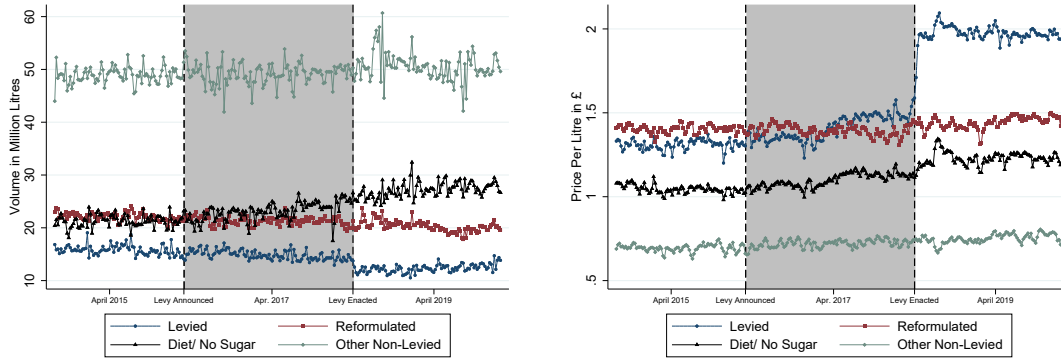 Volume in Million Litres
60
50
40
30
20
10
April 2015
Levy Announced
Apr. 2017
Levy Enacted
April 2019
Levied
Reformulated
Diet/ No Sugar
Other Non-Levied
Price Per Litre in £
2
1.5
1
.5
April 2015
Levy Announced
Apr. 2017
Levy Enacted
April 2019
Levied
Reformulated
Diet/ No Sugar
Other Non-Levied